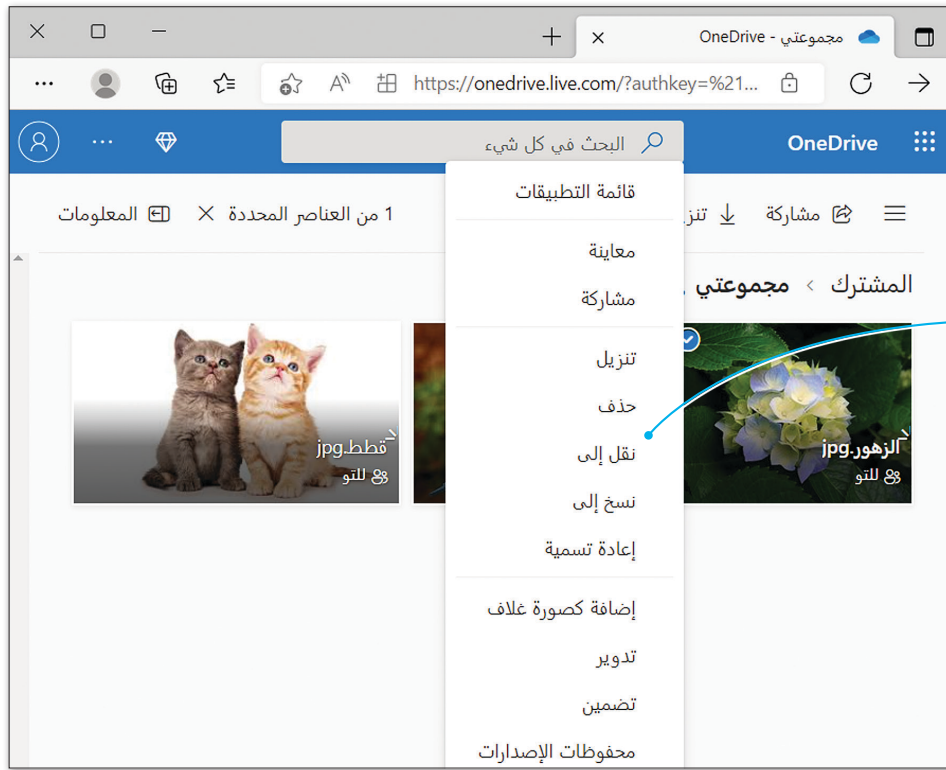 مجموعتي - OneDrive
https://onedrive.live.com/?authkey=%21...
OneDrive
البحث في كل شيء
مشاركة
1 من العناصر المحددة
المعلومات
المشترك › مجموعتي
قائمة التطبيقات
معاينة
مشاركة
تنزيل
حذف
نقل إلى
نسخ إلى
إعادة تسمية
إضافة كصورة غلاف
تدوير
تضمين
محفوظات الإصدارات
الزهور.jpg
للتو
قطط.jpg
للتو